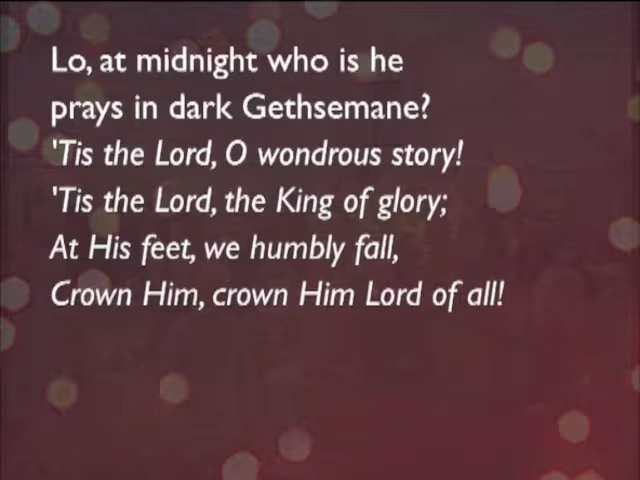 Lo, at midnight who is he
prays in dark Gethsemane?
'Tis the Lord, O wondrous story!
'Tis the Lord, the King of glory;
At His feet, we humbly fall,
Crown Him, crown Him Lord of all!